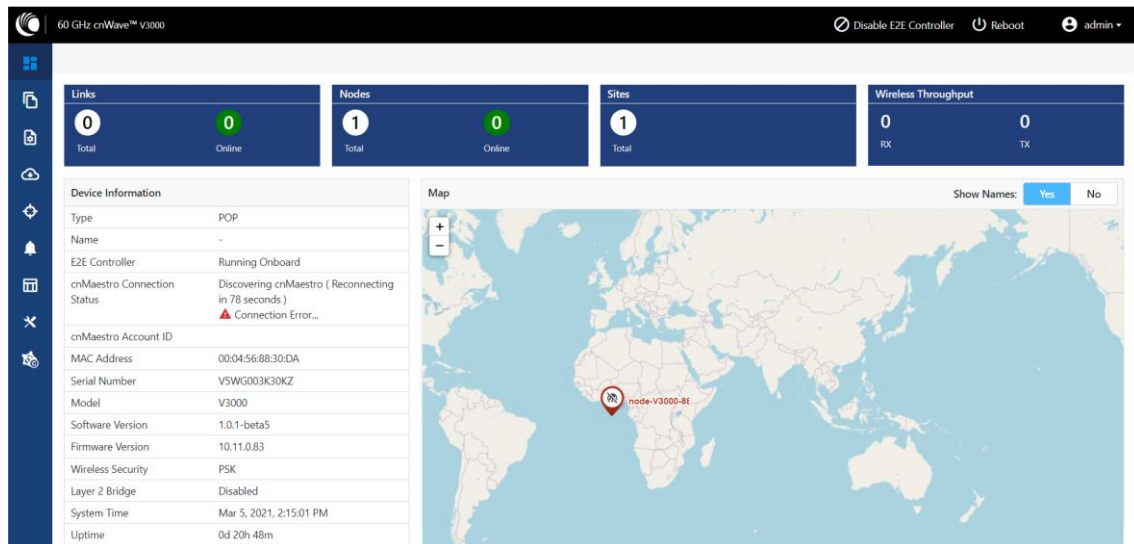 60 GHz cnWave™ V3000
Disable E2E Controller
Reboot
admin
Links
0
Total
0
Online
Nodes
1
Total
0
Online
Sites
1
Total
Wireless Throughput
0
RX
0
TX
Device Information
Type POP
Name -
E2E Controller Running Onboard
cnMaestro Connection Discovering cnMaestro ( Reconnecting
Status in 78 seconds )
Connection Error...
cnMaestro Account ID
MAC Address 00:04:56:88:30:DA
Serial Number V5WG003K30KZ
Model V3000
Software Version 1.0.1-beta5
Firmware Version 10.11.0.83
Wireless Security PSK
Layer 2 Bridge Disabled
System Time Mar 5, 2021, 2:15:01 PM
Uptime 0d 20h 48m
Map
Show Names: Yes No
+
−
node-V3000-88